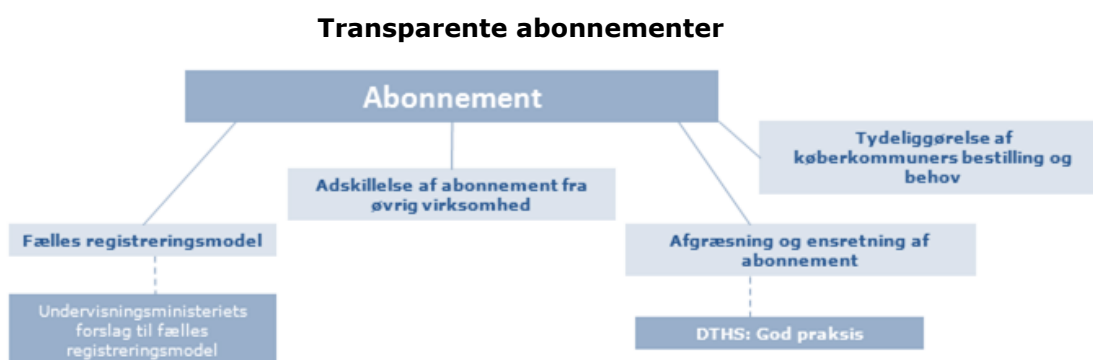 Transparente abonnementer
Abonnement
Tydeliggørelse af
køberkommuners bestilling og
behov
Adskillelse af abonnement fra
øvrig virksomhed
Fælles registreringsmodel
Afgræsning og ensretning af
abonnement
Undervisningsministeriets
forslag til fælles
registreringsmodel
DTHS: God praksis